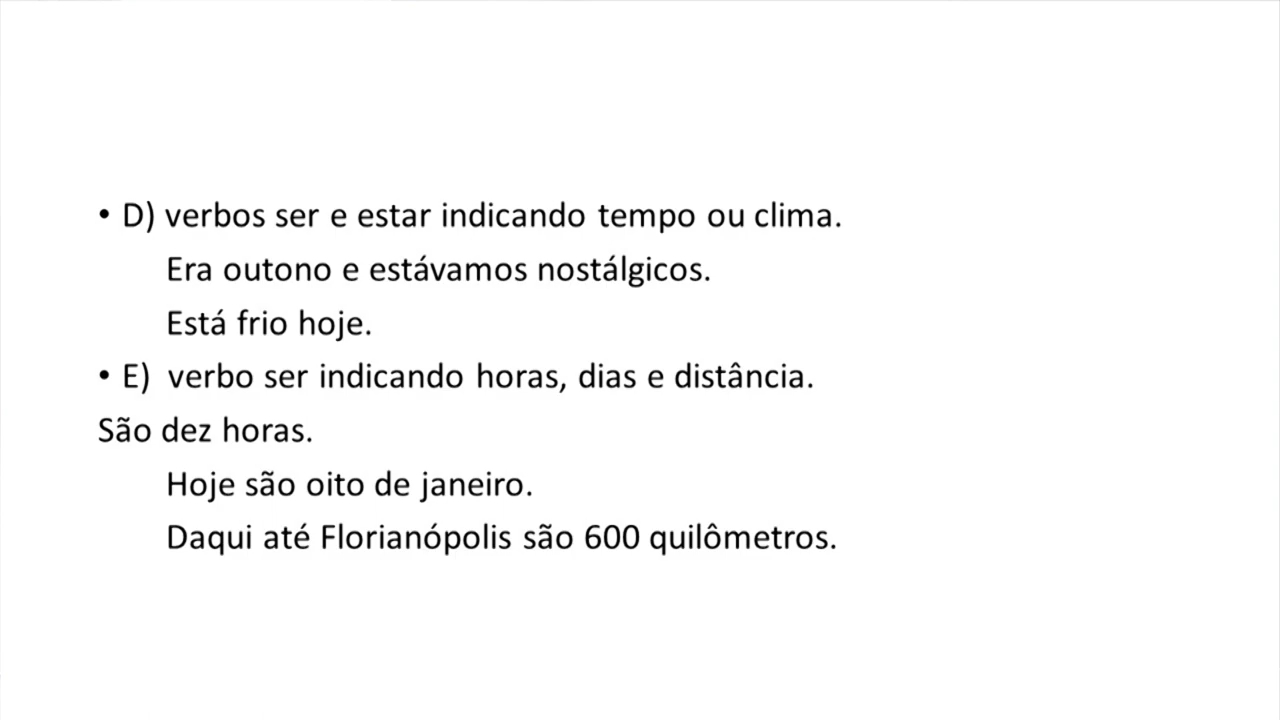 • D) verbos ser e estar indicando tempo ou clima.
Era outono e estávamos nostálgicos.
Está frio hoje.
• E) verbo ser indicando horas, dias e distância.
São dez horas.
Hoje são oito de janeiro.
Daqui até Florianópolis são 600 quilômetros.